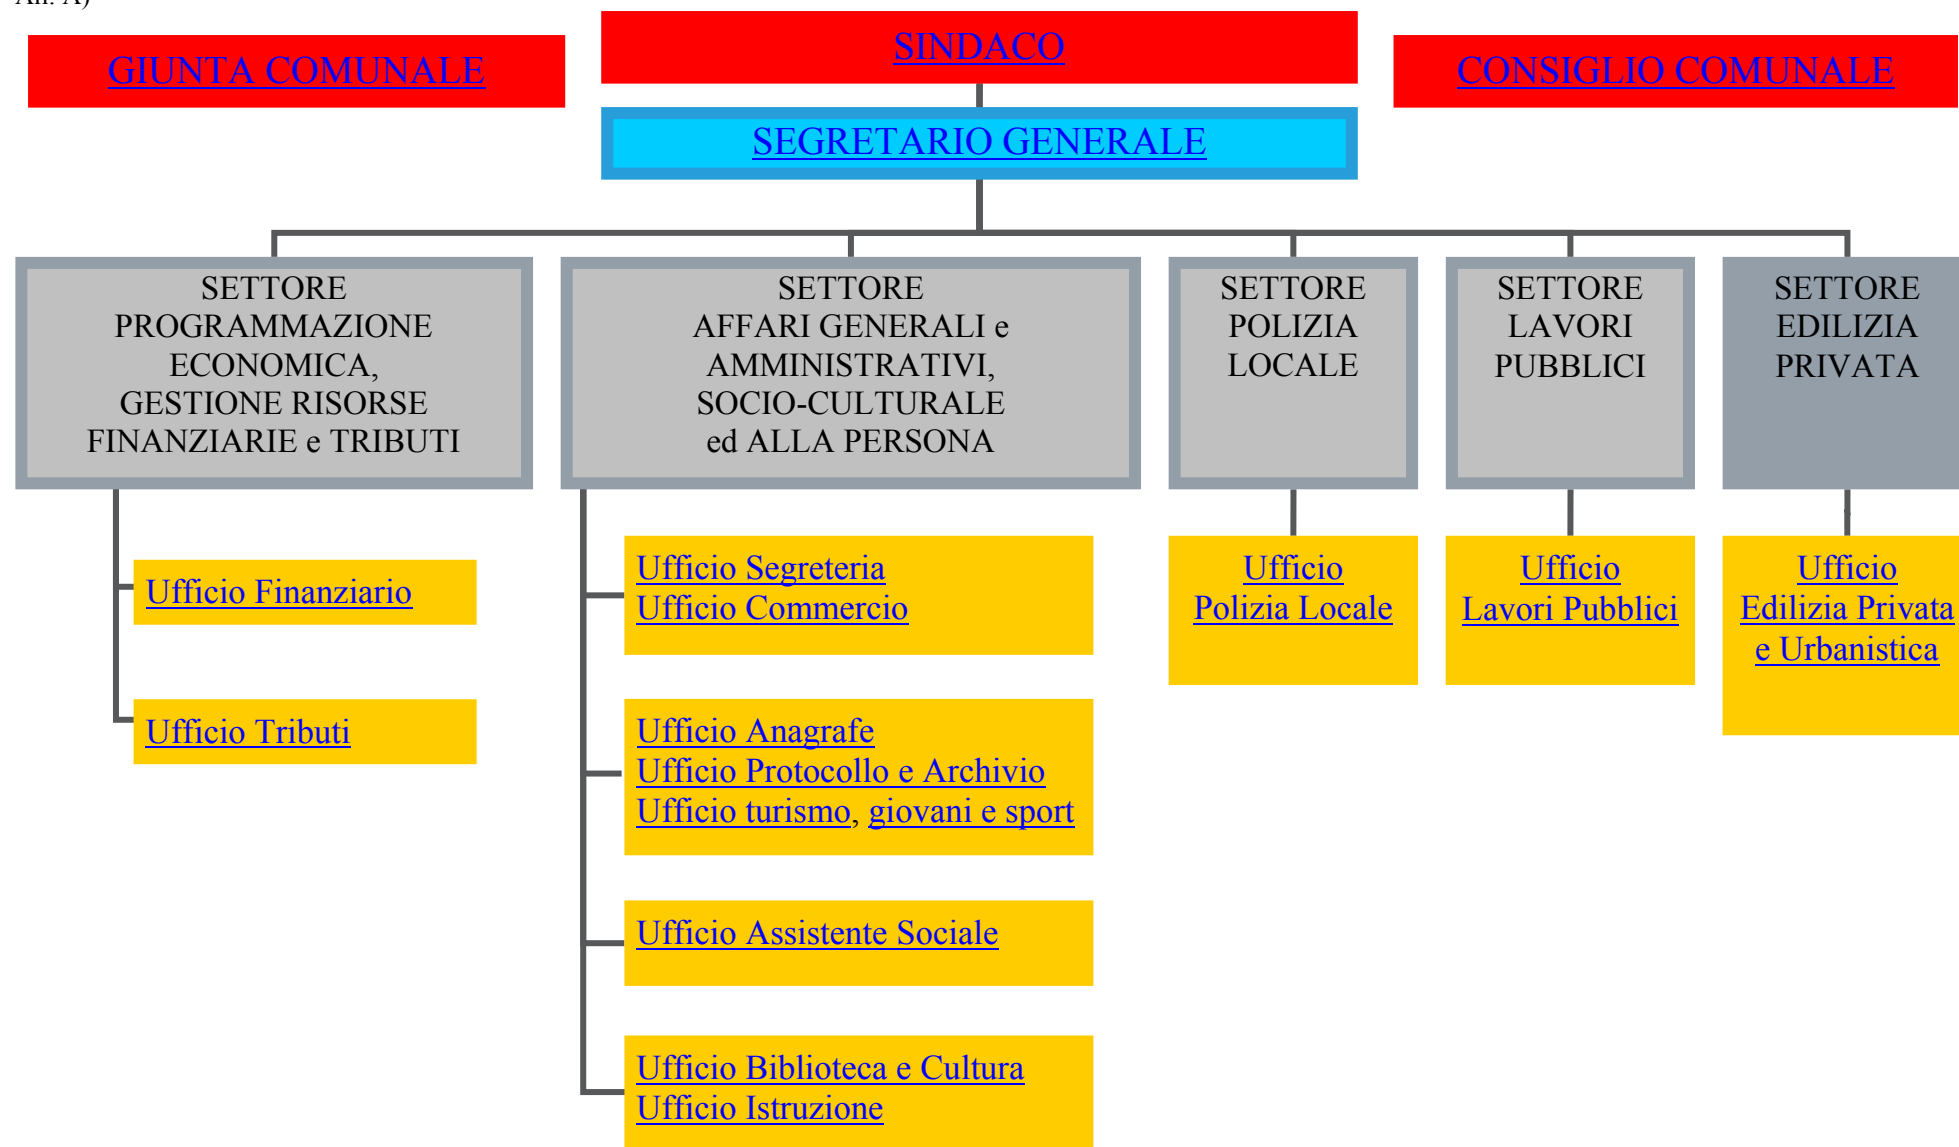 All. A)
GIUNTA COMUNALE
SINDACO
CONSIGLIO COMUNALE
SEGRETARIO GENERALE
SETTORE
PROGRAMMAZIONE
ECONOMICA,
GESTIONE RISORSE
FINANZIARIE e TRIBUTI
SETTORE
AFFARI GENERALI e
AMMINISTRATIVI,
SOCIO-CULTURALE
ed ALLA PERSONA
SETTORE
POLIZIA
LOCALE
SETTORE
LAVORI
PUBBLICI
SETTORE
EDILIZIA
PRIVATA
Ufficio Finanziario
Ufficio Tributi
Ufficio Segreteria
Ufficio Commercio
Ufficio Anagrafe
Ufficio Protocollo e Archivio
Ufficio turismo, giovani e sport
Ufficio Assistente Sociale
Ufficio Biblioteca e Cultura
Ufficio Istruzione
Ufficio
Polizia Locale
Ufficio
Lavori Pubblici
Ufficio
Edilizia Privata
e Urbanistica